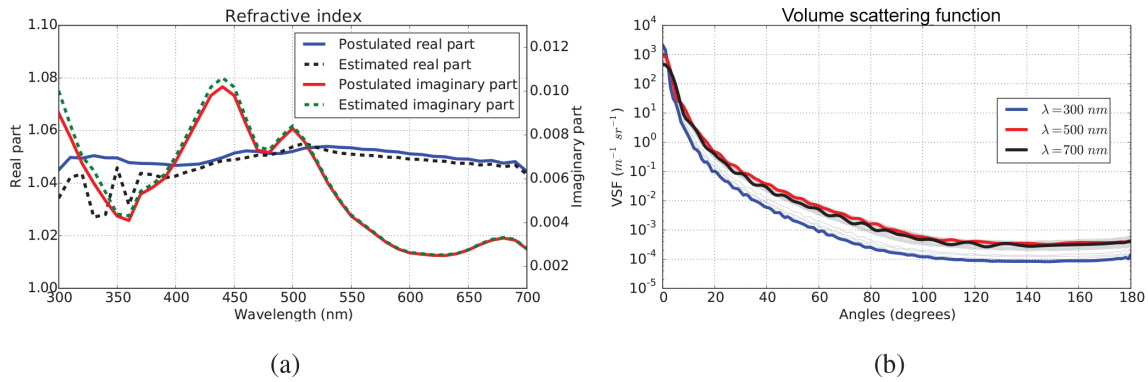 Refractive index
1.10
1.08
1.06
1.04
1.02
1.00
Real part
0.012
0.010
0.008
0.006
0.004
0.002
Imaginary part
Postulated real part
Estimated real part
Postulated imaginary part
Estimated imaginary part
300 350 400 450 500 550 600 650 700
Wavelength (nm)
(a)
Volume scattering function
10^4
10^3
10^2
10^1
10^0
10^-1
10^-2
10^-3
10^-4
10^-5
VSF (m^-1 sr^-1)
λ=300 nm
λ=500 nm
λ=700 nm
0 20 40 60 80 100 120 140 160 180
Angles (degrees)
(b)